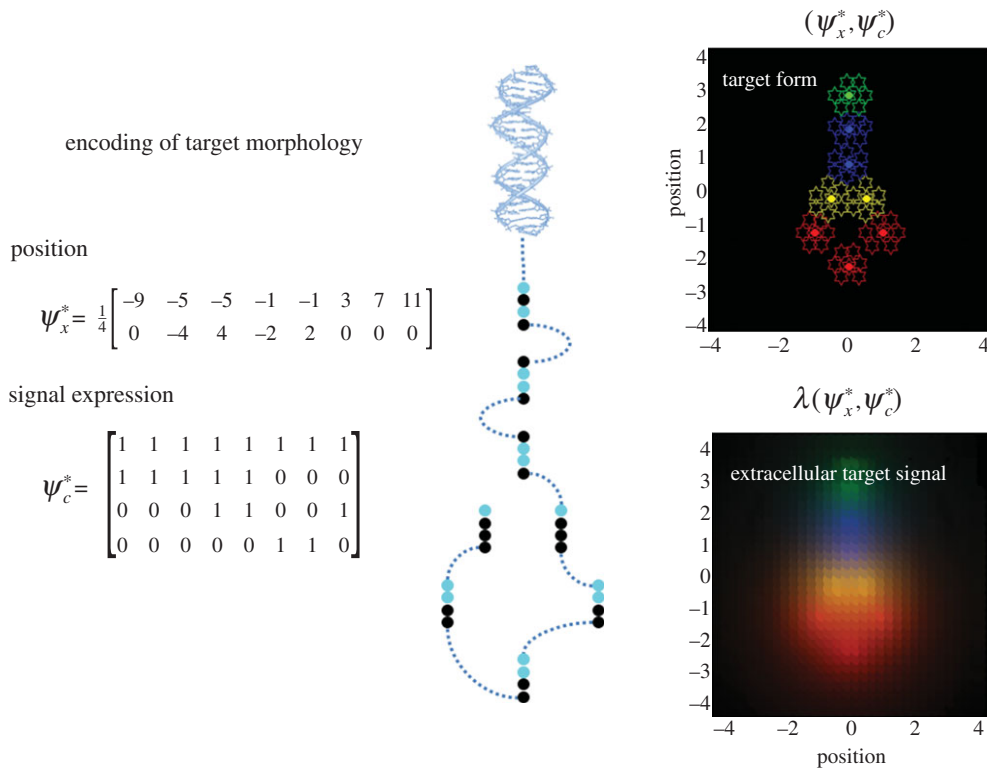 encoding of target morphology
position
ψ*x = 1/4 [ –9 –5 –5 –1 –1 3 7 11
0 –4 4 –2 2 0 0 0 ]
signal expression
ψ*c = [ 1 1 1 1 1 1 1 1
1 1 1 1 1 0 0 0
0 0 0 1 1 0 0 1
0 0 0 0 0 1 1 0 ]
(ψ*x, ψ*c)
target form
4
3
2
1
0
–1
–2
–3
–4
position
–4 –2 0 2 4
λ(ψ*x, ψ*c)
extracellular target signal
4
3
2
1
0
–1
–2
–3
–4
–4 –2 0 2 4
position